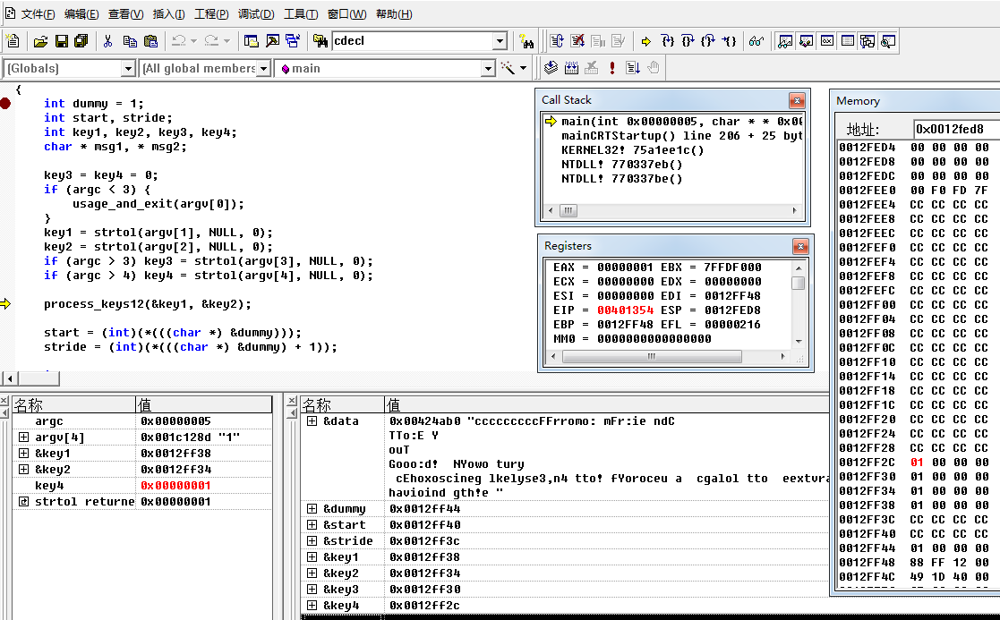 文件(F) 编辑(E) 查看(V) 插入(I) 工程(P) 调试(D) 工具(T) 窗口(W) 帮助(H)
cdecl
(Globals) (All global members main
{
int dummy = 1;
int start, stride;
int key1, key2, key3, key4;
char * msg1, * msg2;
key3 = key4 = 0;
if (argc < 3) {
usage_and_exit(argv[0]);
}
key1 = strtol(argv[1], NULL, 0);
key2 = strtol(argv[2], NULL, 0);
if (argc > 3) key3 = strtol(argv[3], NULL, 0);
if (argc > 4) key4 = strtol(argv[4], NULL, 0);
process_keys12(&key1, &key2);
start = (int)(*(((char *) &dummy)));
stride = (int)(*(((char *) &dummy) + 1));
Call Stack
main(int 0x00000005, char * * 0x00
mainCRTStartup() line 206 + 25 byt
KERNEL32! 75a1ee1c()
NTDLL! 770337eb()
NTDLL! 770337be()
Registers
EAX = 00000001 EBX = 7FFDF000
ECX = 00000000 EDX = 00000000
ESI = 00000000 EDI = 0012FF48
EIP = 00401354 ESP = 0012FED8
EBP = 0012FF48 EFL = 00000216
MM0 = 0000000000000000
Memory
地址: 0x0012fed8
0012FED4 00 00 00 00
0012FED8 00 00 00 00
0012FEDC 00 00 00 00
0012FEE0 00 F0 FD 7F
0012FEE4 CC CC CC CC
0012FEE8 CC CC CC CC
0012FEEC CC CC CC CC
0012FEF0 CC CC CC CC
0012FEF4 CC CC CC CC
0012FEF8 CC CC CC CC
0012FEFC CC CC CC CC
0012FF00 CC CC CC CC
0012FF04 CC CC CC CC
0012FF08 CC CC CC CC
0012FF0C CC CC CC CC
0012FF10 CC CC CC CC
0012FF14 CC CC CC CC
0012FF18 CC CC CC CC
0012FF1C CC CC CC CC
0012FF20 CC CC CC CC
0012FF24 CC CC CC CC
0012FF28 CC CC CC CC
0012FF2C 01 00 00 00
0012FF30 01 00 00 00
0012FF34 01 00 00 00
0012FF38 01 00 00 00
0012FF3C CC CC CC CC
0012FF40 CC CC CC CC
0012FF44 01 00 00 00
0012FF48 88 FF 12 00
0012FF4C 49 1D 40 00
名称 值
argc 0x00000005
argv[4] 0x001c128d "1"
&key1 0x0012ff38
&key2 0x0012ff34
key4 0x00000001
strtol returne 0x00000001
名称 值
&data 0x00424ab0 "cccccccccFFrromo: mFr:ie ndC
TTo:E Y
ouT
Gooo:d!  NYowo tury
cEhoxoscineg lkelyse3,n4 tto! fYoroceu a  cgalol tto  eextvra
havioind gth!e "
&dummy 0x0012ff44
&start 0x0012ff40
&stride 0x0012ff3c
&key1 0x0012ff38
&key2 0x0012ff34
&key3 0x0012ff30
&key4 0x0012ff2c